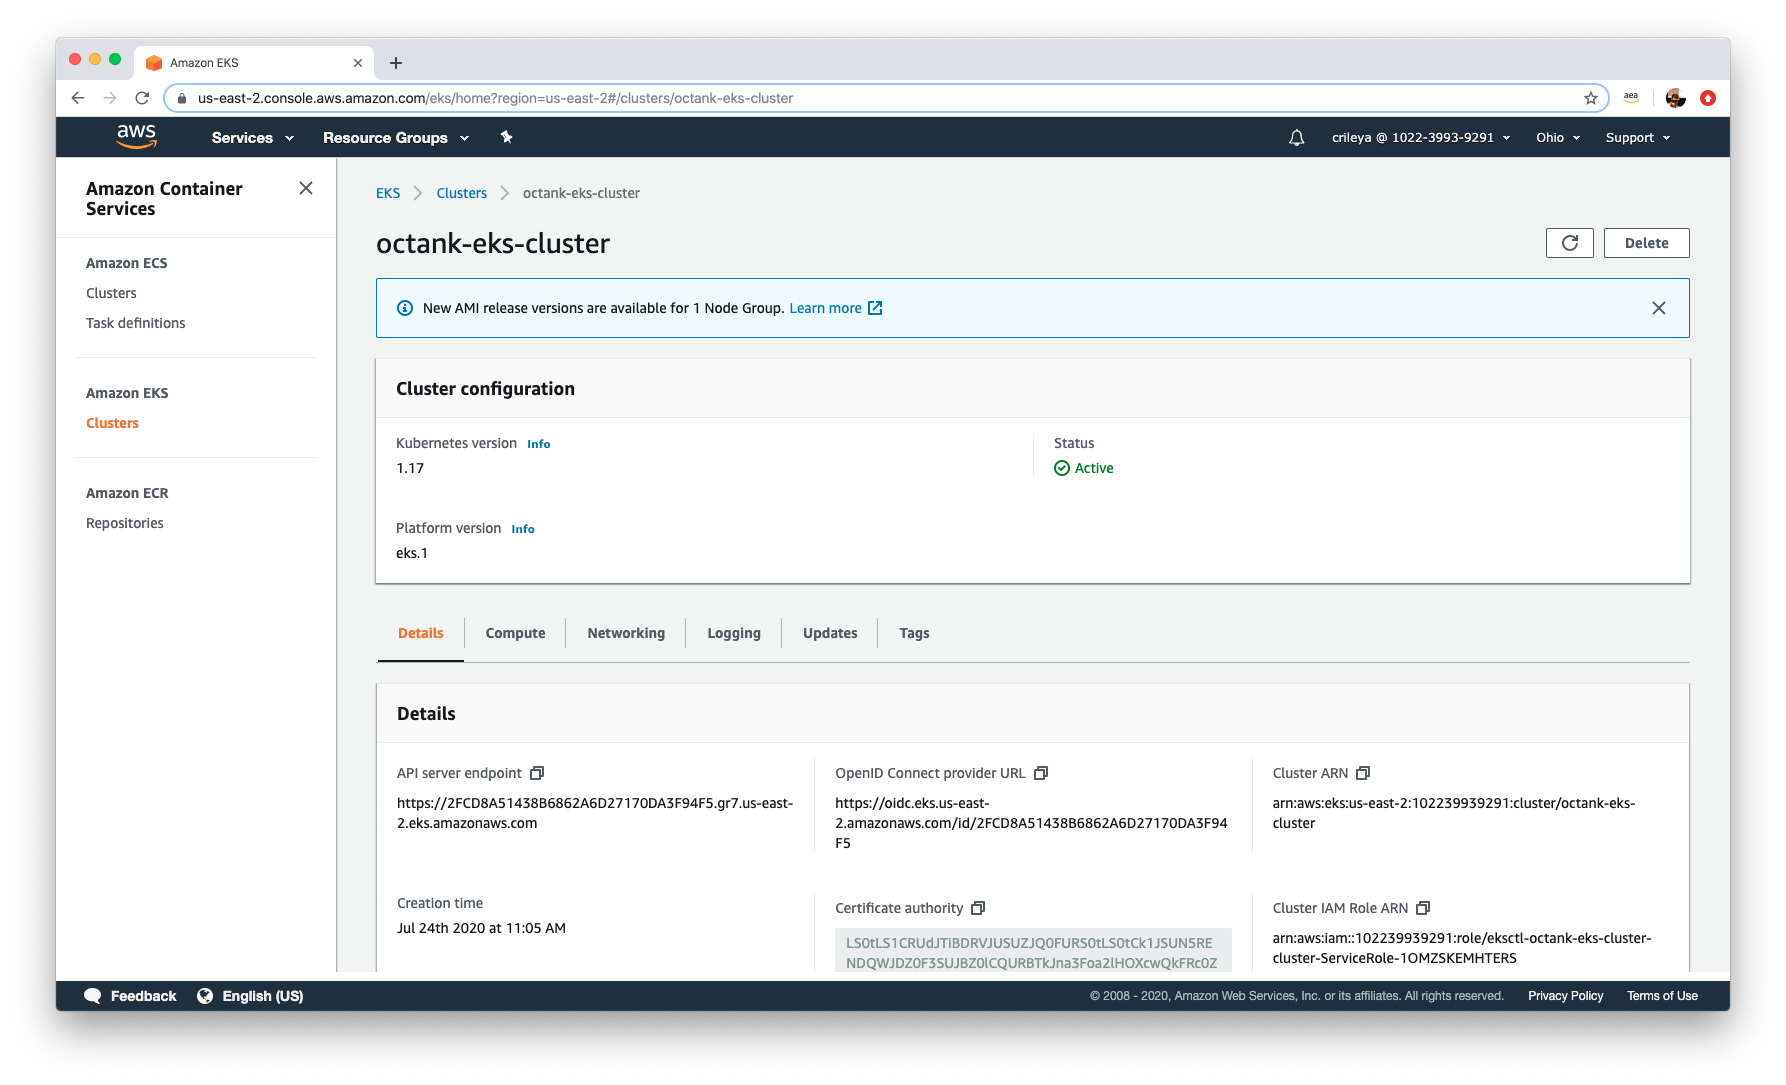 Amazon EKS
us-east-2.console.aws.amazon.com/eks/home?region=us-east-2#/clusters/octank-eks-cluster
aea
aws
Services
Resource Groups
crileya @ 1022-3993-9291
Ohio
Support
Amazon Container
Services
Amazon ECS
Clusters
Task definitions
Amazon EKS
Clusters
Amazon ECR
Repositories
EKS
Clusters
octank-eks-cluster
octank-eks-cluster
Delete
New AMI release versions are available for 1 Node Group. Learn more
Cluster configuration
Kubernetes version Info
1.17
Status
Active
Platform version Info
eks.1
Details
Compute
Networking
Logging
Updates
Tags
Details
API server endpoint
https://2FCD8A51438B6862A6D27170DA3F94F5.gr7.us-east-
2.eks.amazonaws.com
OpenID Connect provider URL
https://oidc.eks.us-east-
2.amazonaws.com/id/2FCD8A51438B6862A6D27170DA3F94
F5
Cluster ARN
arn:aws:eks:us-east-2:102239939291:cluster/octank-eks-
cluster
Creation time
Jul 24th 2020 at 11:05 AM
Certificate authority
LS0tLS1CRUdJTiBDRVJUSUZJQ0FURS0tLS0tCk1JSUN5RE
NDQWJDZ0F3SUJBZ0lCQURBTkJna3Foa2lHOXcwQkFRc0Z
Cluster IAM Role ARN
arn:aws:iam::102239939291:role/eksctl-octank-eks-cluster-
cluster-ServiceRole-1OMZSKEMHTERS
Feedback
English (US)
© 2008 - 2020, Amazon Web Services, Inc. or its affiliates. All rights reserved.
Privacy Policy
Terms of Use